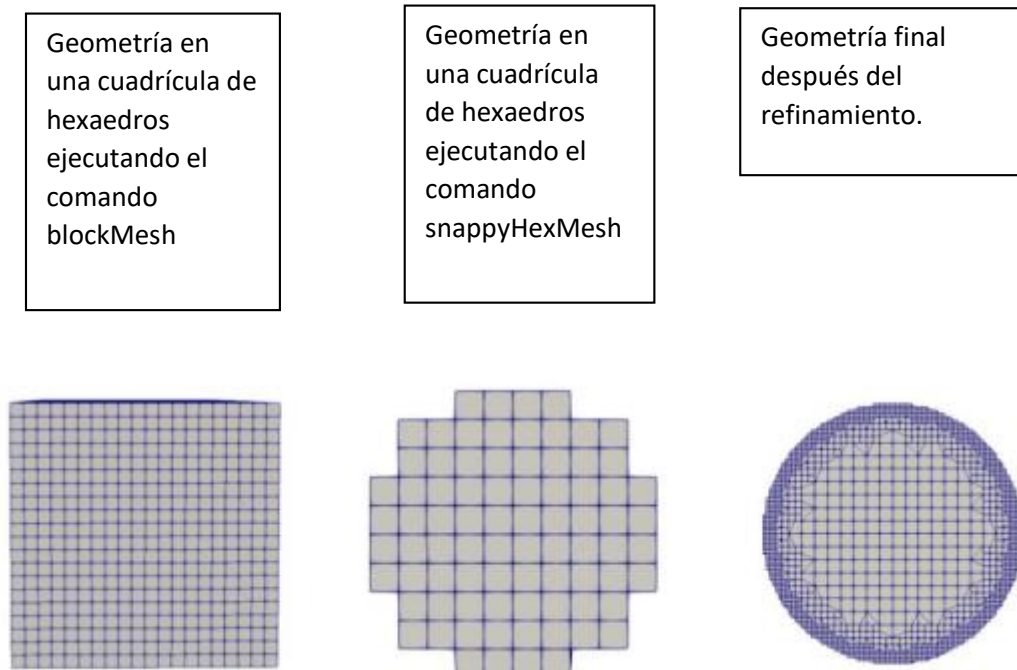 Geometría en
una cuadrícula de
hexaedros
ejecutando el
comando
blockMesh
Geometría en
una cuadrícula
de hexaedros
ejecutando el
comando
snappyHexMesh
Geometría final
después del
refinamiento.